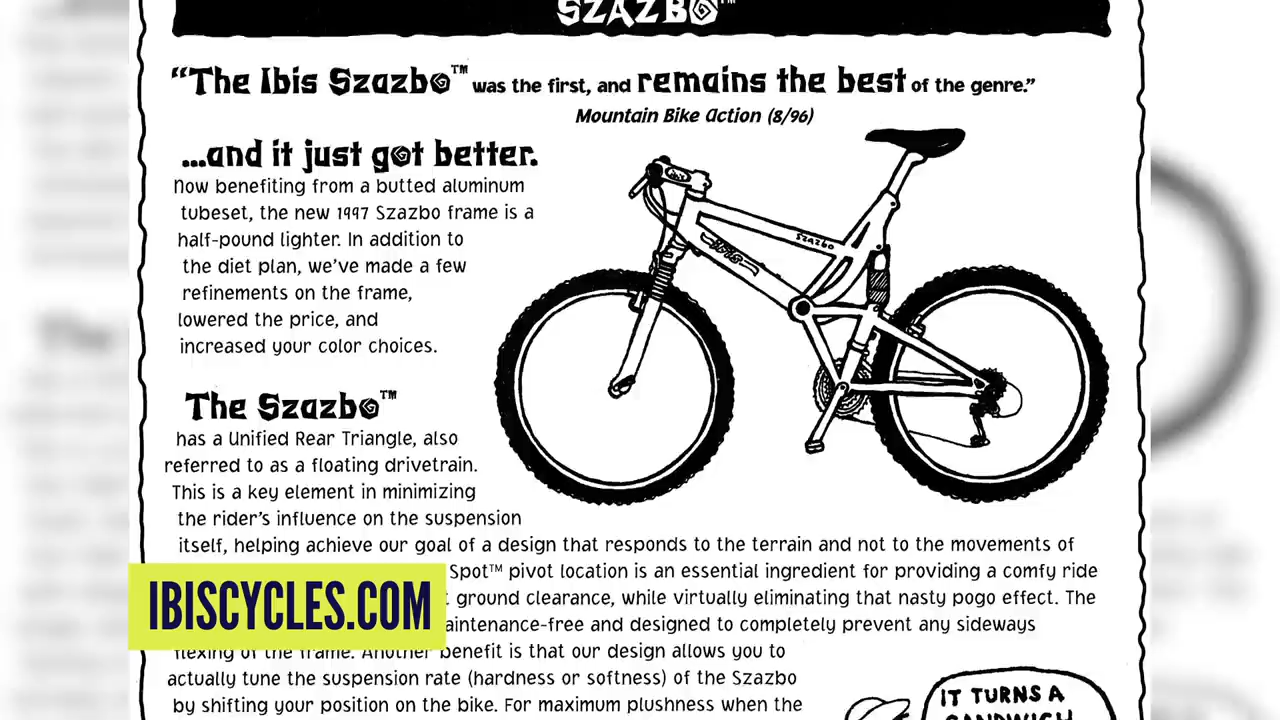 SZAZBO™
“The Ibis Szazbo™ was the first, and remains the best of the genre.”
Mountain Bike Action (8/96)
...and it just got better.
Now benefiting from a butted aluminum
tubeset, the new 1997 Szazbo frame is a
half-pound lighter. In addition to
the diet plan, we've made a few
refinements on the frame,
lowered the price, and
increased your color choices.
Szazbo
Ibis
The Szazbo™
has a Unified Rear Triangle, also
referred to as a floating drivetrain.
This is a key element in minimizing
the rider's influence on the suspension
itself, helping achieve our goal of a design that responds to the terrain and not to the movements of
Spot™ pivot location is an essential ingredient for providing a comfy ride
ground clearance, while virtually eliminating that nasty pogo effect. The
aintenance-free and designed to completely prevent any sideways
IBISCYCLES.COM
flexing of the frame. Another benefit is that our design allows you to
actually tune the suspension rate (hardness or softness) of the Szazbo
by shifting your position on the bike. For maximum plushness when the
IT TURNS A
SANDWICH